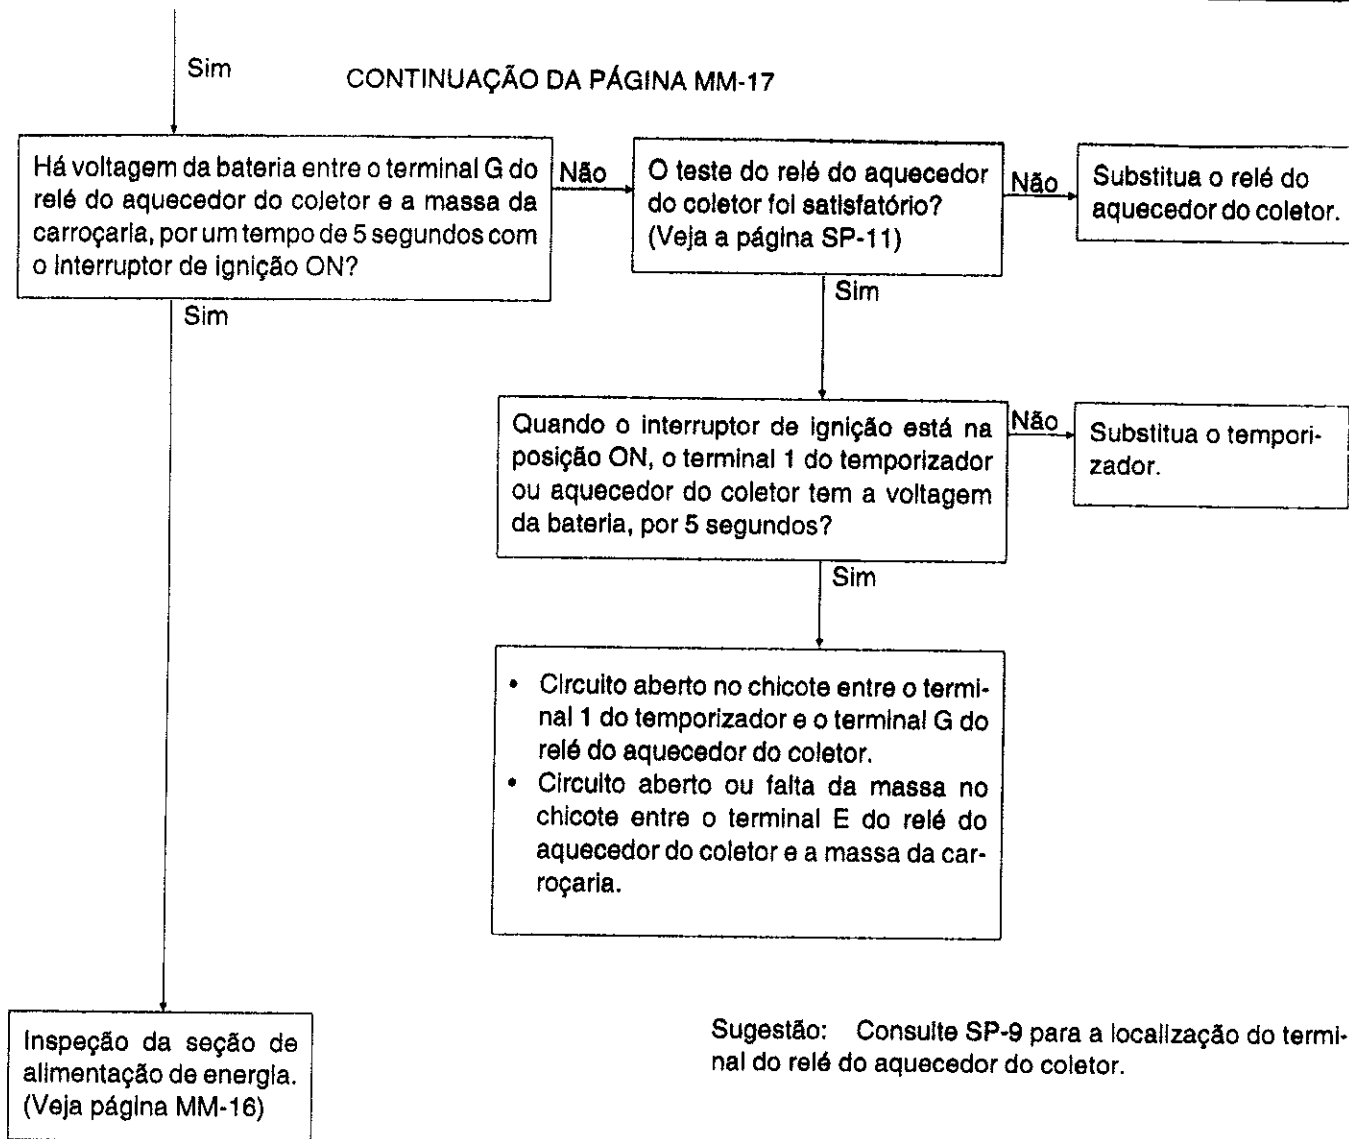 Sim
CONTINUAÇÃO DA PÁGINA MM-17
Há voltagem da bateria entre o terminal G do
relé do aquecedor do coletor e a massa da
carroçaria, por um tempo de 5 segundos com
o interruptor de ignição ON?
Não
O teste do relé do aquecedor
do coletor foi satisfatório?
(Veja a página SP-11)
Não
Substitua o relé do
aquecedor do coletor.
Sim
Sim
Quando o interruptor de ignição está na
posição ON, o terminal 1 do temporizador
ou aquecedor do coletor tem a voltagem
da bateria, por 5 segundos?
Não
Substitua o tempori-
zador.
Sim
• Circuito aberto no chicote entre o termi-
nal 1 do temporizador e o terminal G do
relé do aquecedor do coletor.
• Circuito aberto ou falta da massa no
chicote entre o terminal E do relé do
aquecedor do coletor e a massa da car-
roçaria.
Inspeção da seção de
alimentação de energia.
(Veja página MM-16)
Sugestão: Consulte SP-9 para a localização do termi-
nal do relé do aquecedor do coletor.